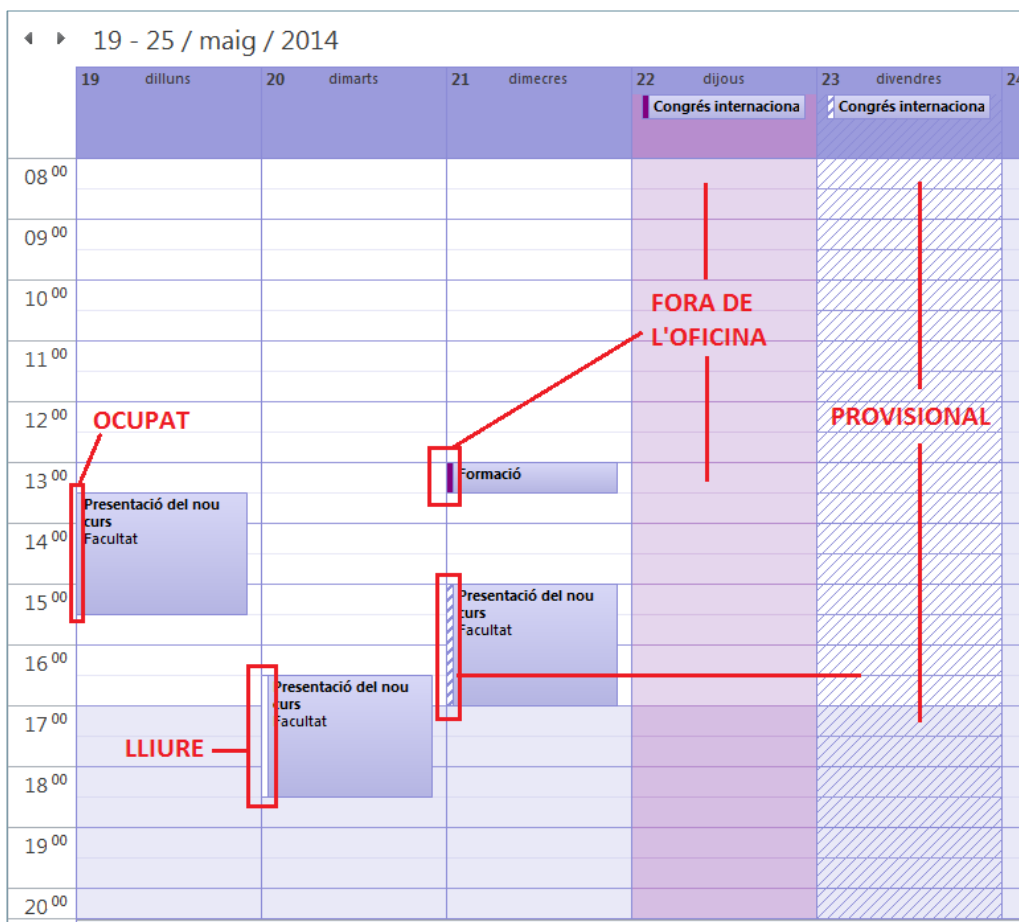 19 - 25 / maig / 2014
19 dilluns 20 dimarts 21 dimecres 22 dijous 23 divendres 24
Congrés internaciona Congrés internaciona
08 00
09 00
10 00
FORA DE
L'OFICINA
11 00
12 00
OCUPAT
PROVISIONAL
13 00
Formació
Presentació del nou
curs
Facultat
14 00
15 00
Presentació del nou
curs
Facultat
16 00
Presentació del nou
curs
Facultat
17 00
LLIURE
18 00
19 00
20 00